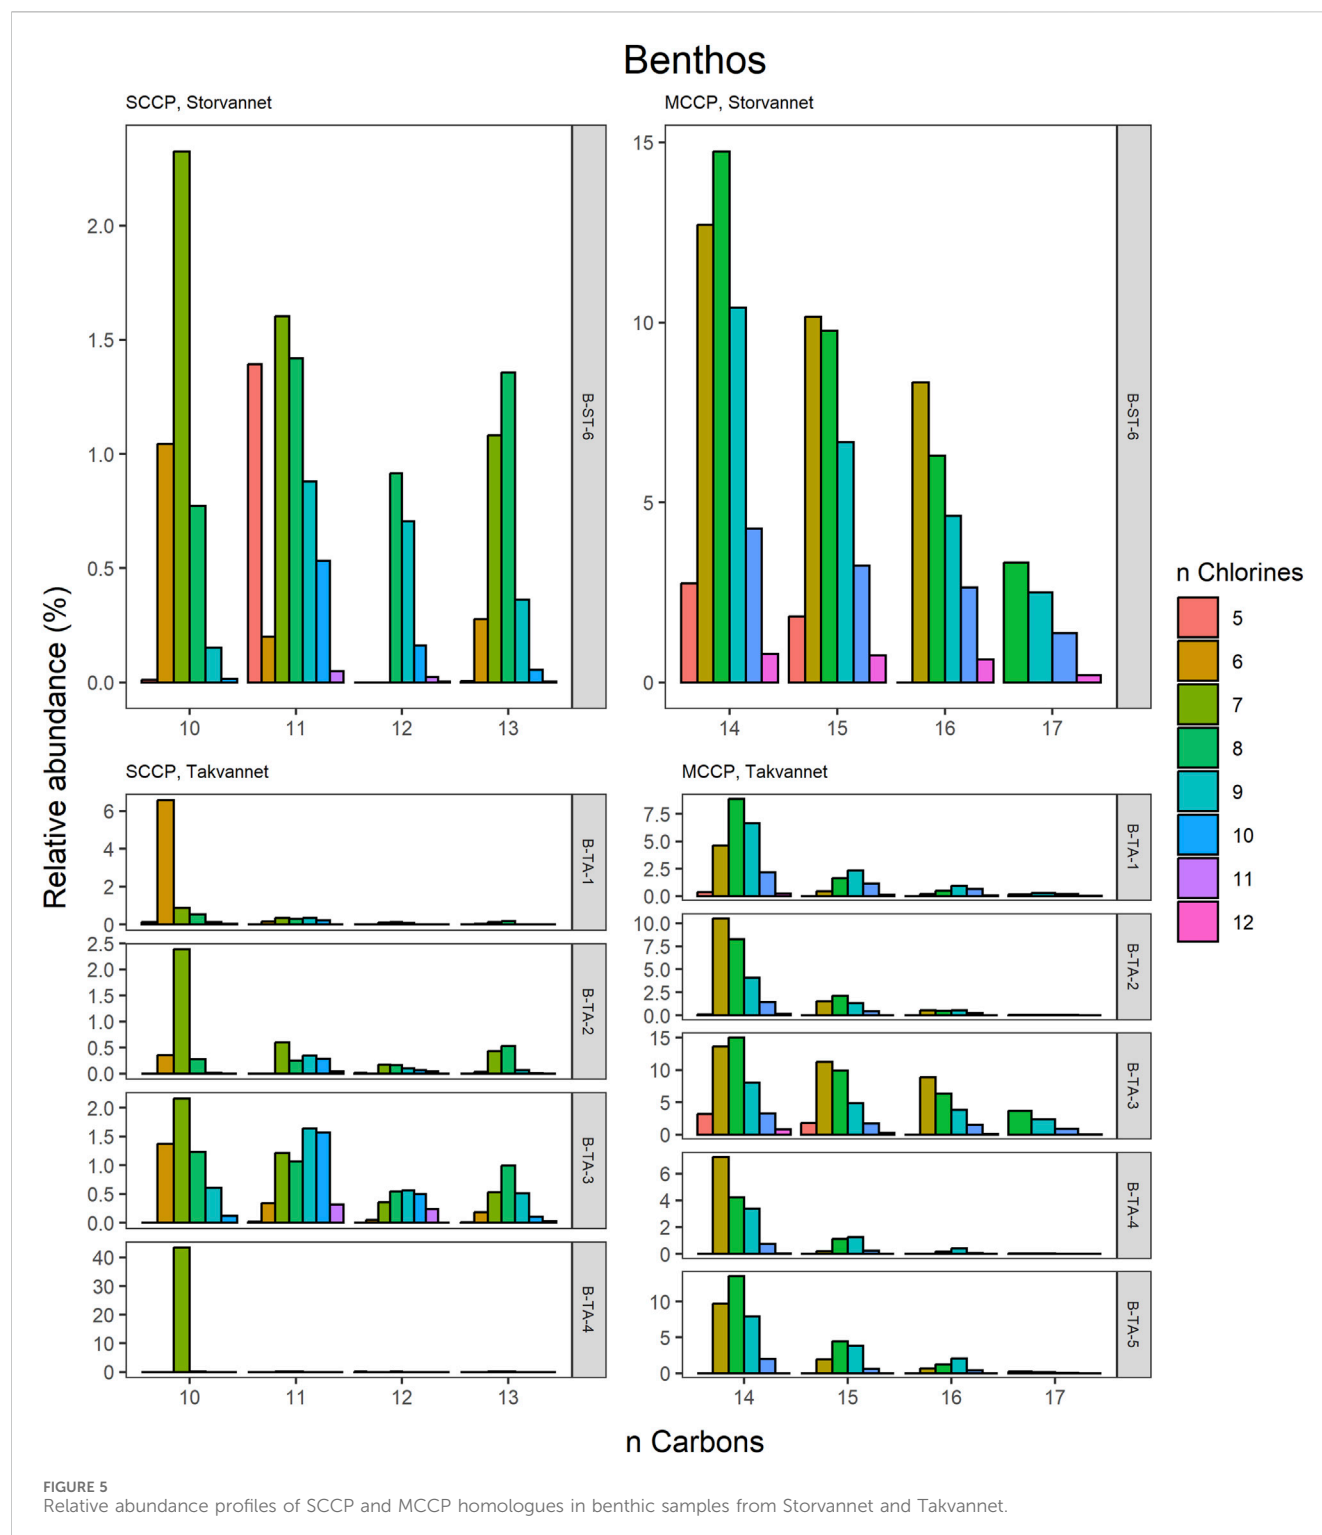 Benthos
SCCP, Storvannet
MCCP, Storvannet
Relative abundance (%)
2.0
1.5
1.0
0.5
0.0
10 11 12 13
B-ST-6
15
10
5
0
14 15 16 17
B-ST-6
SCCP, Takvannet
6
4
2
0
B-TA-1
2.5
2.0
1.5
1.0
0.5
0.0
B-TA-2
2.0
1.5
1.0
0.5
0.0
B-TA-3
40
30
20
10
0
B-TA-4
10 11 12 13
MCCP, Takvannet
7.5
5.0
2.5
0.0
B-TA-1
10.0
7.5
5.0
2.5
0.0
B-TA-2
15
10
5
0
B-TA-3
6
4
2
0
B-TA-4
10
5
0
B-TA-5
14 15 16 17
n Carbons
n Chlorines
5
6
7
8
9
10
11
12
FIGURE 5
Relative abundance profiles of SCCP and MCCP homologues in benthic samples from Storvannet and Takvannet.